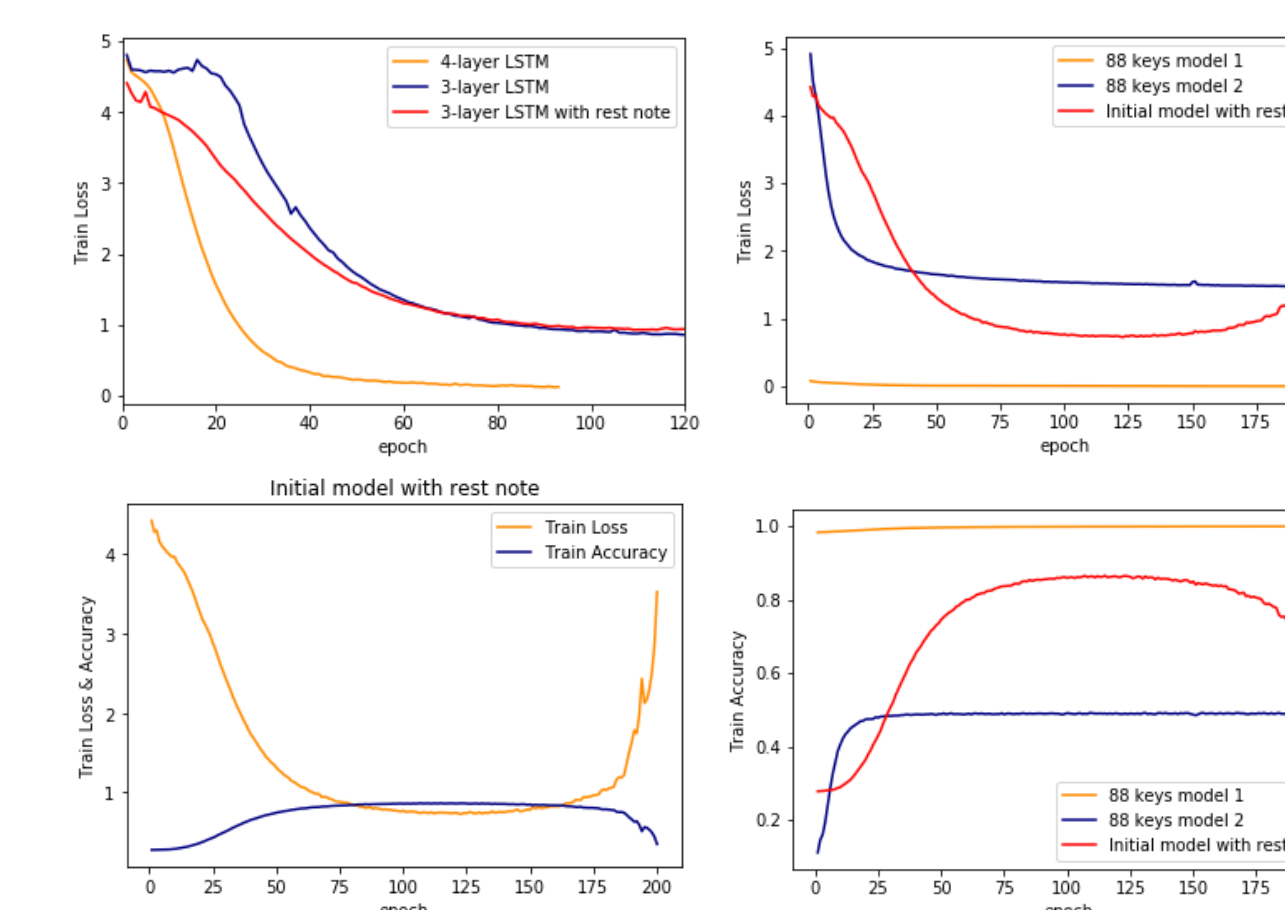 5
4
3
2
1
0
Train Loss
4-layer LSTM
3-layer LSTM
3-layer LSTM with rest note
0 20 40 60 80 100 120
epoch
5
4
3
2
1
0
Train Loss
88 keys model 1
88 keys model 2
Initial model with rest
0 25 50 75 100 125 150 175
epoch
Initial model with rest note
4
3
2
1
Train Loss & Accuracy
Train Loss
Train Accuracy
0 25 50 75 100 125 150 175 200
epoch
1.0
0.8
0.6
0.4
0.2
Train Accuracy
88 keys model 1
88 keys model 2
Initial model with rest
0 25 50 75 100 125 150 175
epoch